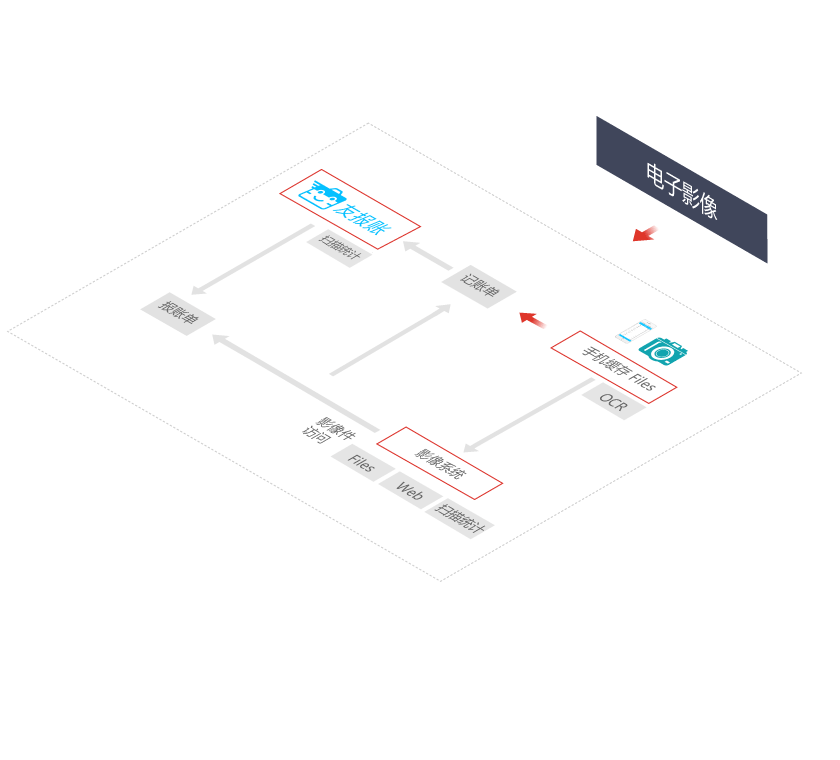 电子影像
友报账
扫描统计
记账单
报账单
手机缓存 Files
OCR
影像件
访问
影像系统
Files
Web
扫描统计